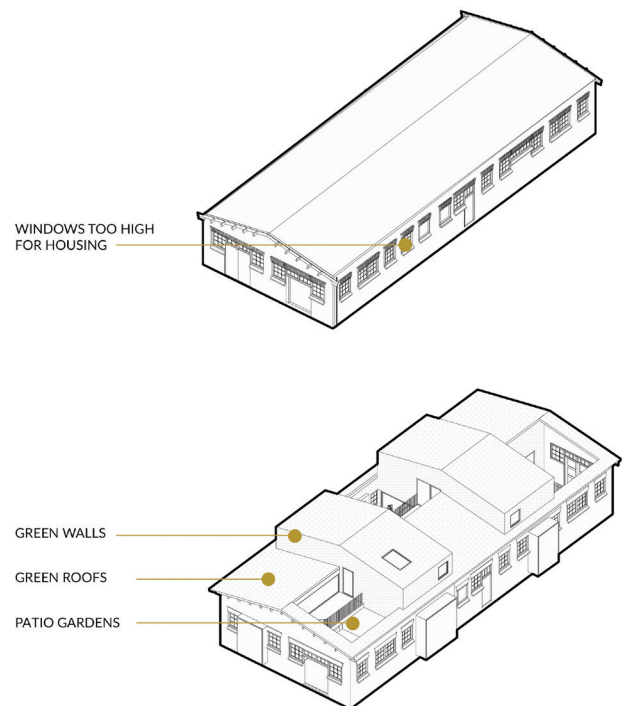 WINDOWS TOO HIGH
FOR HOUSING
GREEN WALLS
GREEN ROOFS
PATIO GARDENS